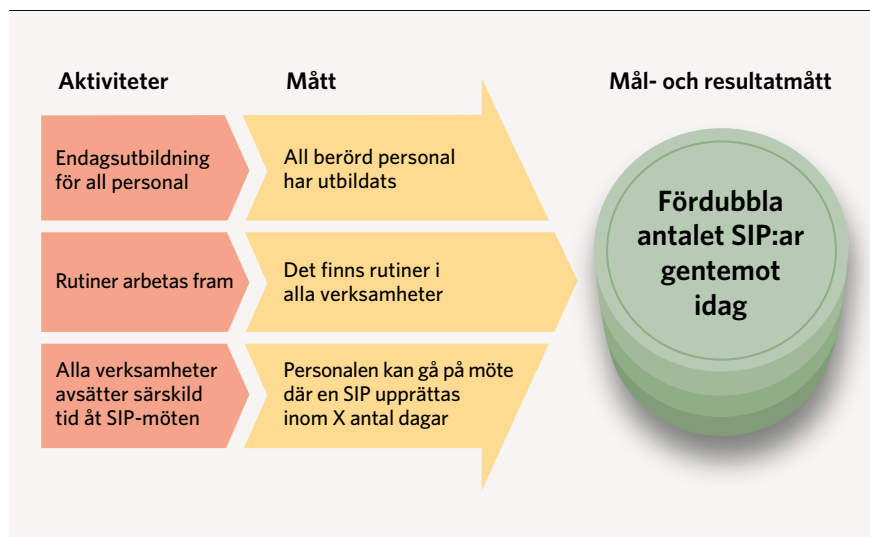 Aktiviteter
Mått
Mål- och resultatmått
Endagsutbildning
för all personal
All berörd personal
har utbildats
Rutiner arbetas fram
Det finns rutiner i
alla verksamheter
Alla verksamheter
avsätter särskild
tid åt SIP-möten
Personalen kan gå på möte
där en SIP upprättas
inom X antal dagar
Fördubbla
antalet SIP:ar
gentemot
idag